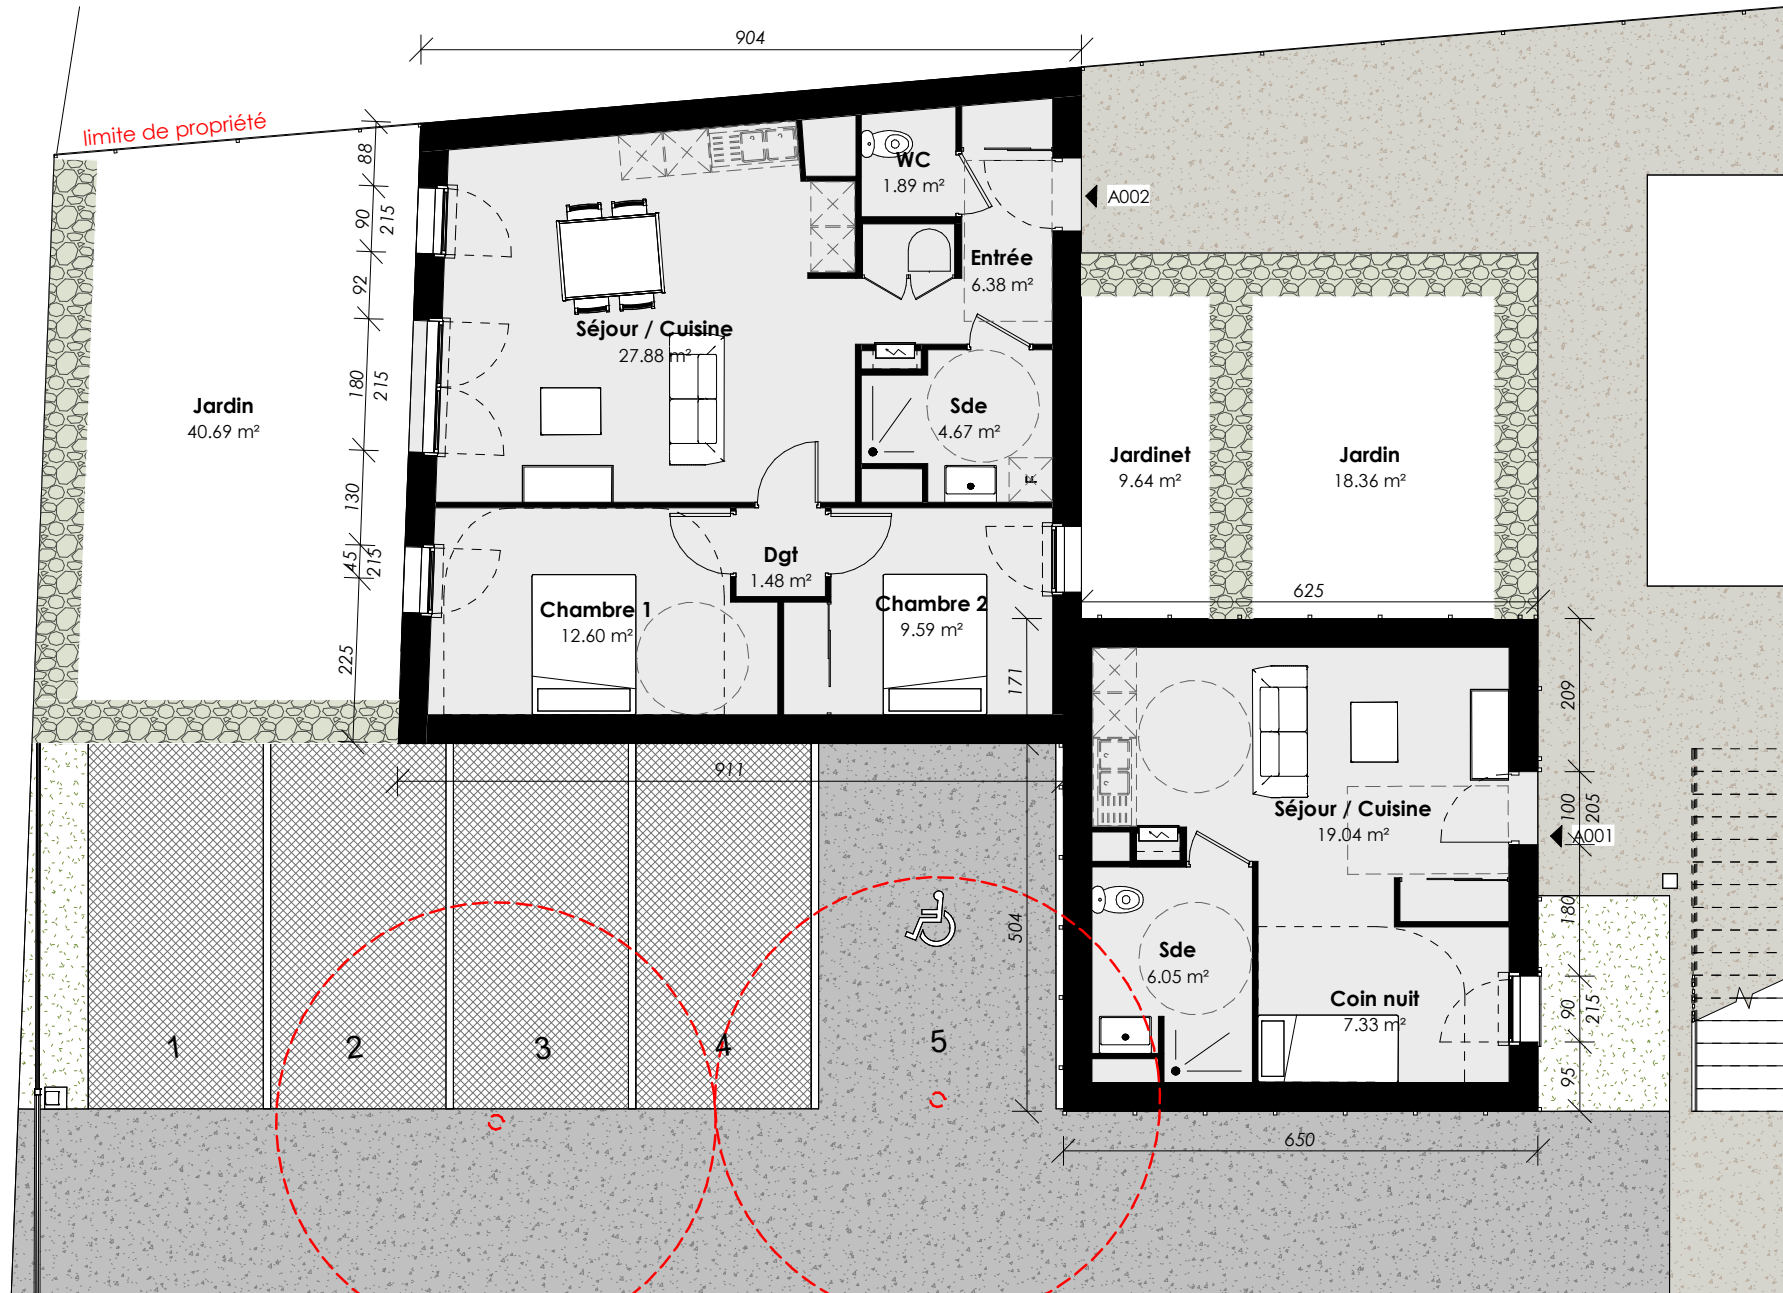 904
limite de propriété
88
90
215
92
180
215
130
45
215
225
WC
1.89 m²
A002
Entrée
6.38 m²
Séjour / Cuisine
27.88 m²
Jardin
40.69 m²
Sde
4.67 m²
F
Jardinet
9.64 m²
Jardin
18.36 m²
Dgt
1.48 m²
Chambre 1
12.60 m²
Chambre 2
9.59 m²
625
171
209
911
Séjour / Cuisine
19.04 m²
100
205
A001
180
504
Sde
6.05 m²
Coin nuit
7.33 m²
90
215
95
1
2
3
4
5
650